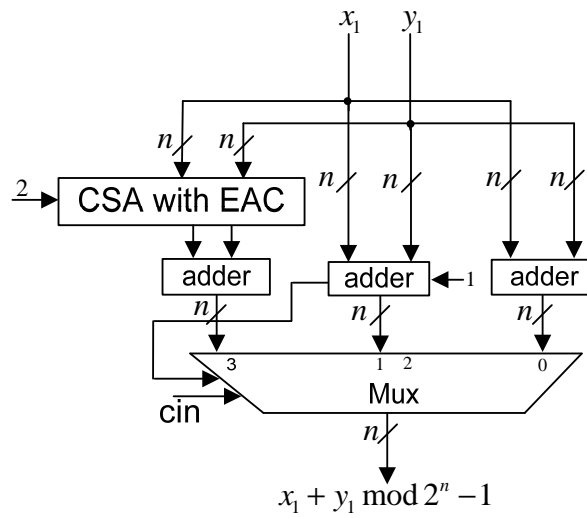 x₁ y₁
n n
n n n n
2
CSA with EAC
adder adder 1 adder
n n n
3 1 2 0
Mux
cin
n
x₁ + y₁ mod 2ⁿ − 1